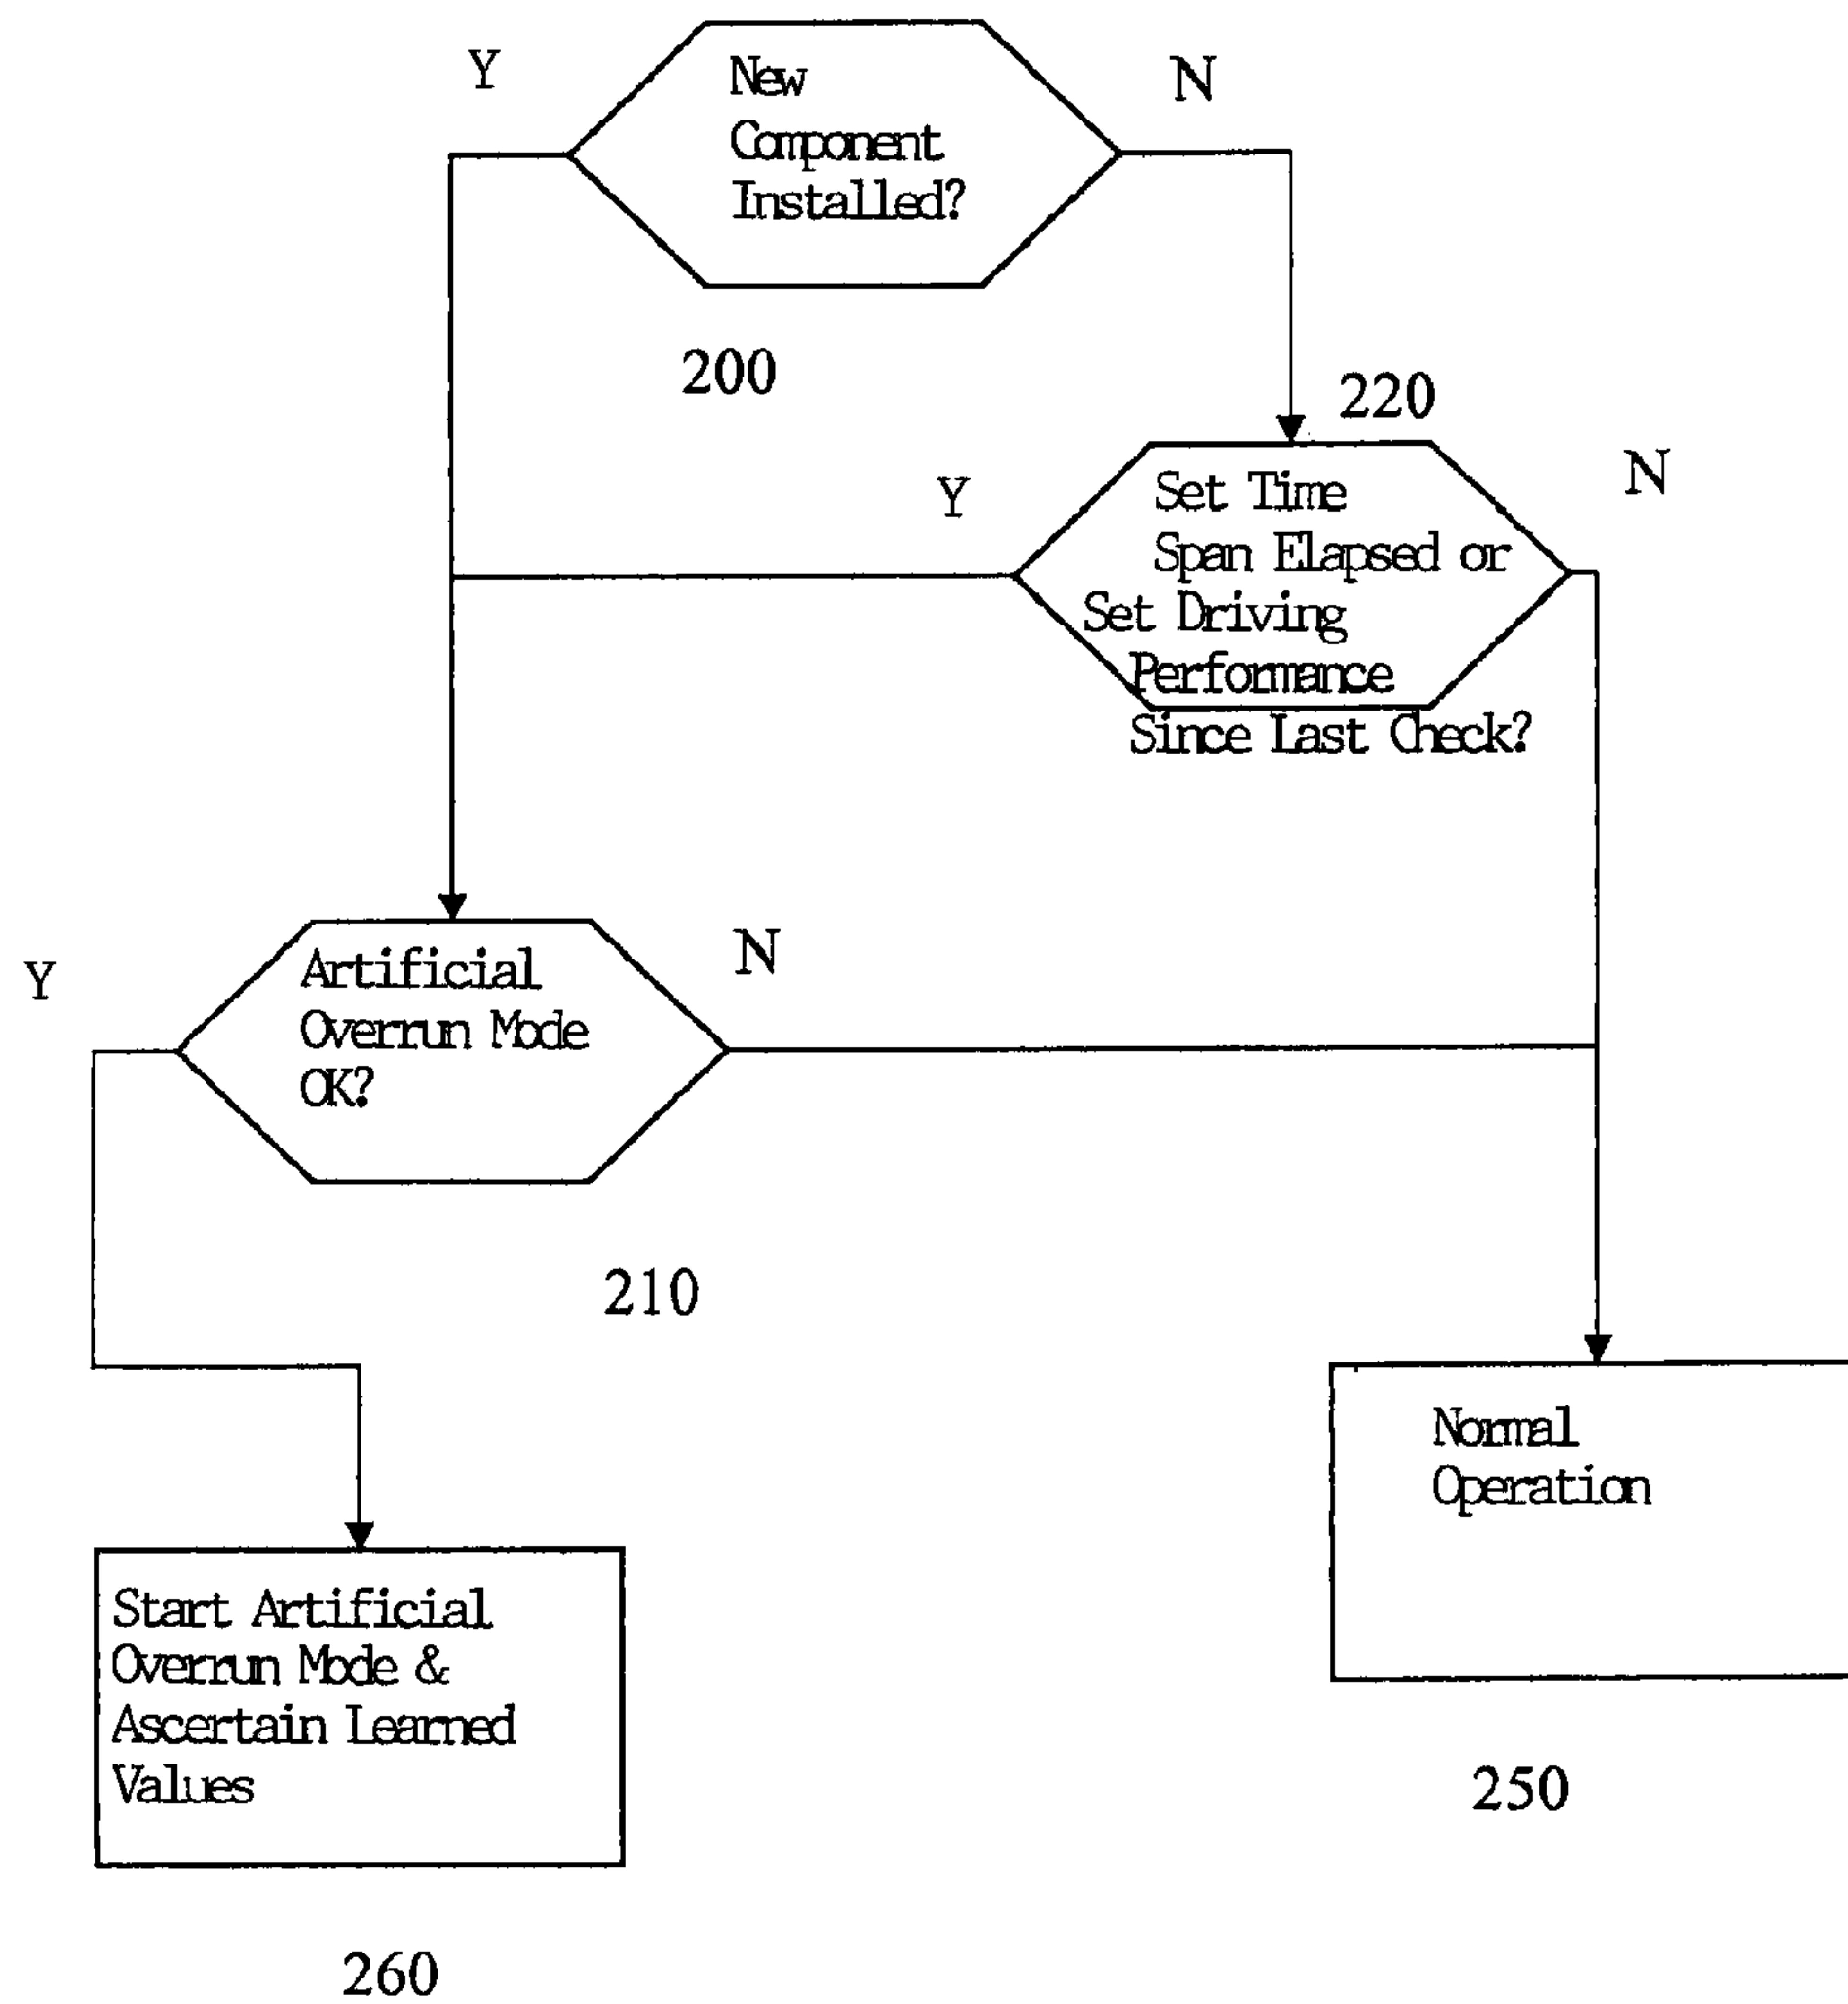 Y
New
Component
Installed?
N
200
220
Y
Set Time
Span Elapsed or
Set Driving
Performance
Since Last Check?
N
Y
Artificial
Overrun Mode
OK?
N
210
Normal
Operation
250
Start Artificial
Overrun Mode &
Ascertain Learned
Values
260